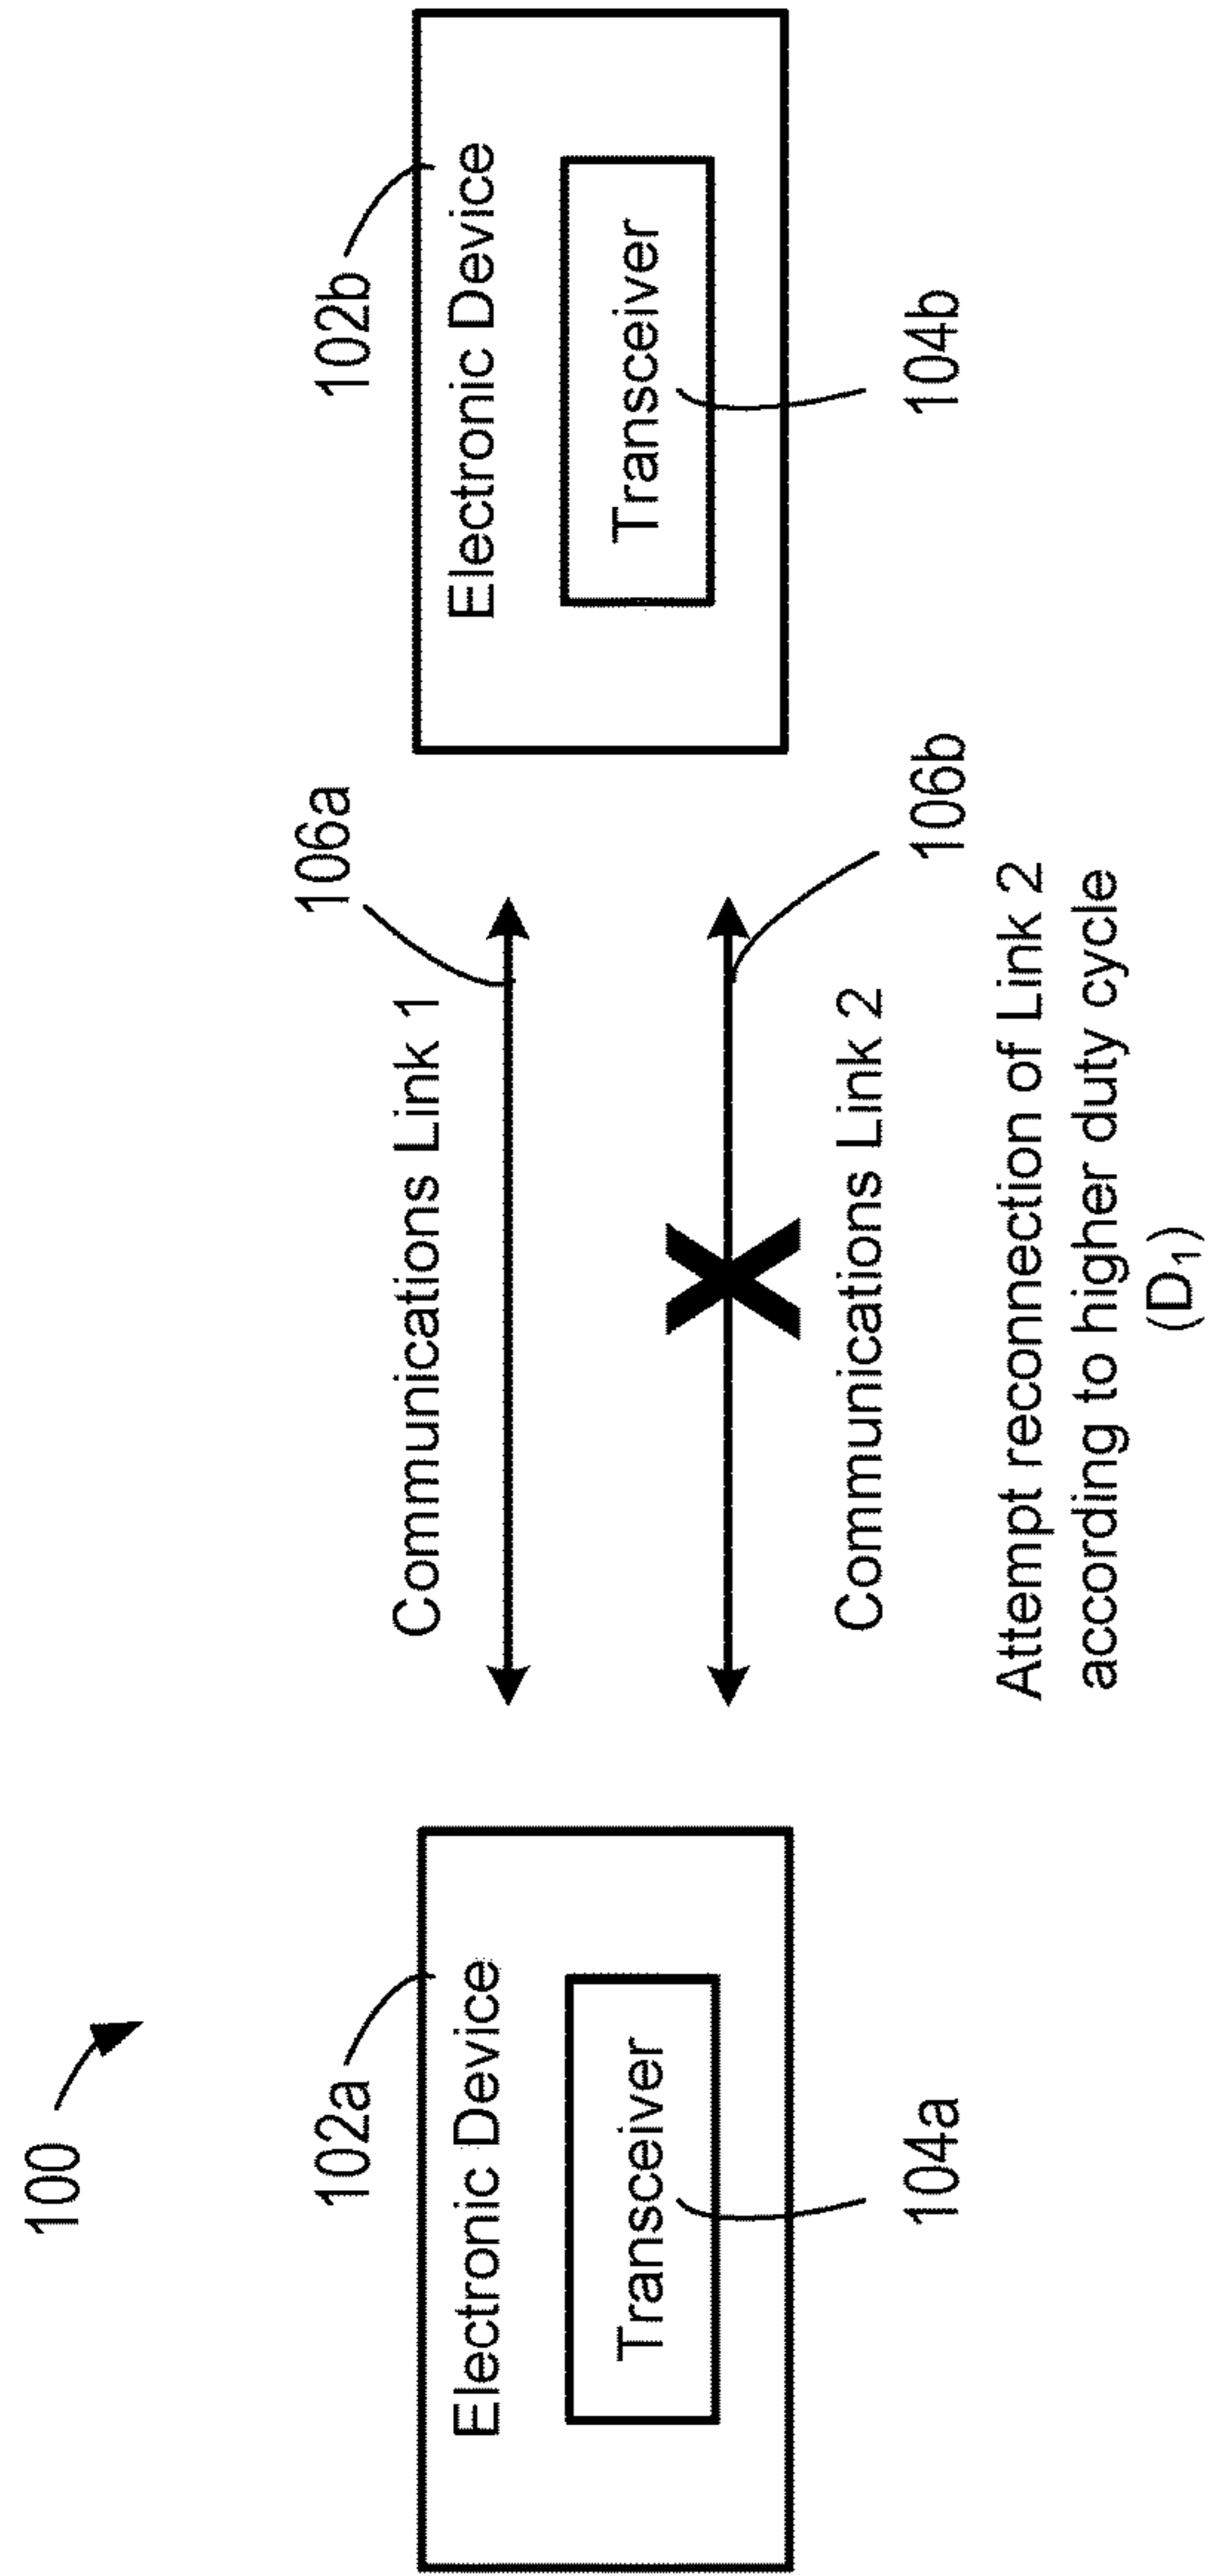 100
102a
Electronic Device
Transceiver
104a
106a
Communications Link 1
106b
Communications Link 2
Attempt reconnection of Link 2
according to higher duty cycle
(D₁)
102b
Electronic Device
Transceiver
104b